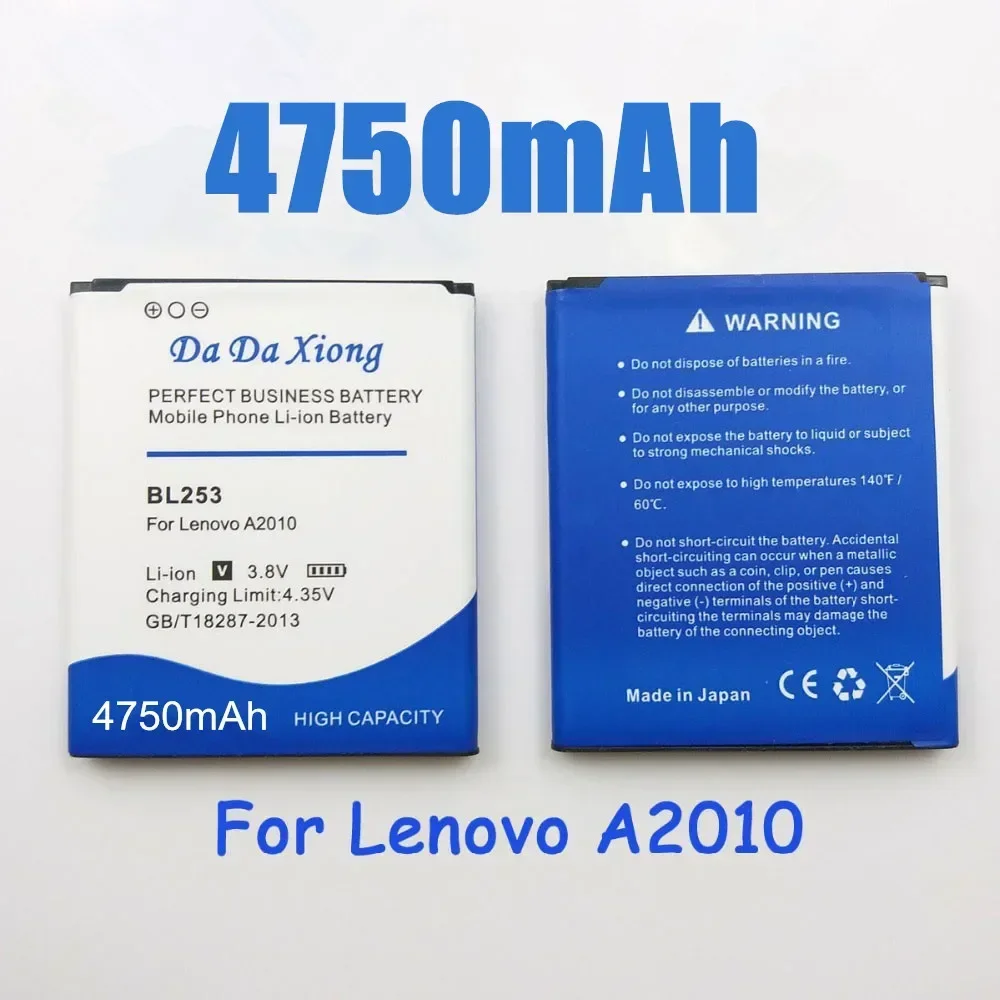 4750mAh
Da Da Xiong
PERFECT BUSINESS BATTERY
Mobile Phone Li-ion Battery
BL253
For Lenovo A2010
Li-ion V 3.8V
Charging Limit:4.35V
GB/T18287-2013
4750mAh HIGH CAPACITY
WARNING
• Do not dispose of batteries in a fire.
• Do not disassemble or modify the battery, or
for any other purpose.
• Do not expose the battery to liquid or subject
to strong mechanical shocks.
• Do not expose to high temperatures 140℉/
60℃.
• Do not short-circuit the battery. Accidental
short-circuiting can occur when a metallic
object such as a coin, clip, or pen causes
direct connection of the positive (+) and
negative (-) terminals of the battery short-
circuiting the terminals may damage the
battery of the connecting object.
Made in Japan CE
For Lenovo A2010